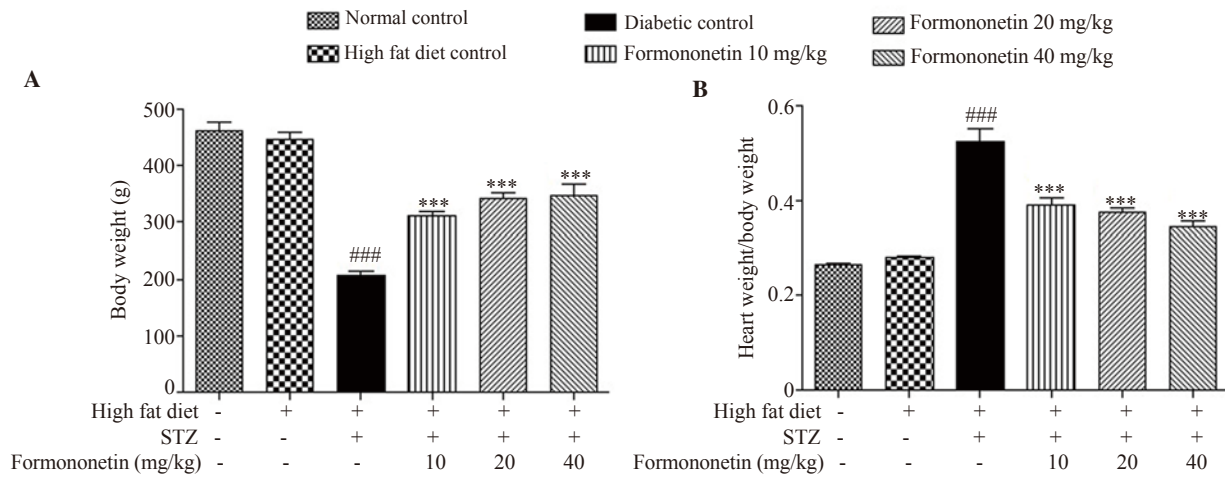 Normal control
High fat diet control
Diabetic control
Formononetin 10 mg/kg
Formononetin 20 mg/kg
Formononetin 40 mg/kg
A
Body weight (g)
500
400
300
200
100
0
###
***
***
***
High fat diet - + + + + +
STZ - - + + + +
Formononetin (mg/kg) - - - 10 20 40
B
Heart weight/body weight
0.6
0.4
0.2
0
###
***
***
***
High fat diet - + + + + +
STZ - - + + + +
Formononetin (mg/kg) - - - 10 20 40